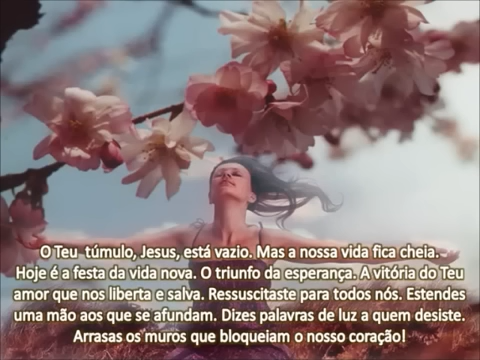 O Teu  túmulo, Jesus, está vazio. Mas a nossa vida fica cheia.
Hoje é a festa da vida nova. O triunfo da esperança. A vitória do Teu
amor que nos liberta e salva. Ressuscitaste para todos nós. Estendes
uma mão aos que se afundam. Dizes palavras de luz a quem desiste.
Arrasas os muros que bloqueiam o nosso coração!